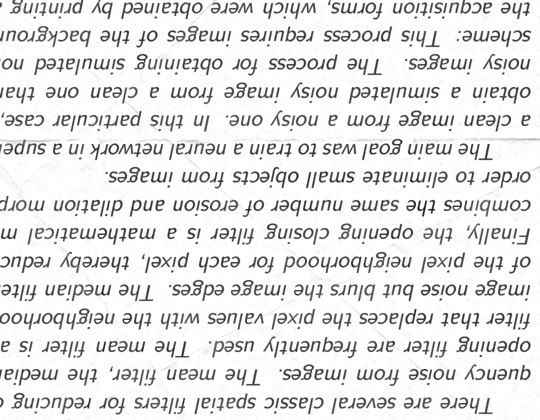 There are several classic spatial filters for reducing
quency noise from images. The mean filter, the median
opening filter are frequently used. The mean filter is a
filter that replaces the pixel values with the neighborhoo
image noise but blurs the image edges. The median filte
of the pixel neighborhood for each pixel, thereby reduc
Finally, the opening closing filter is a mathematical m
combines the same number of erosion and dilation morp
order to eliminate small objects from images.
The main goal was to train a neural network in a supe
a clean image from a noisy one. In this particular case,
obtain a simulated noisy image from a clean one than
noisy images. The process for obtaining simulated no
scheme: This process requires images of the background
the acquisition forms, which were obtained by printing